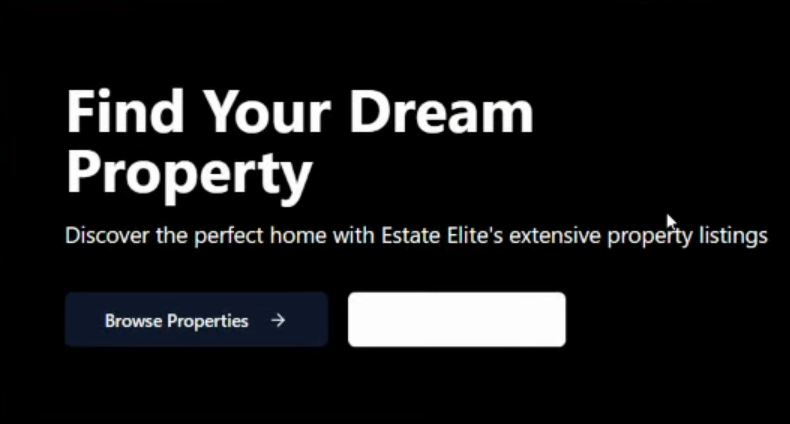 Find Your Dream
Property
Discover the perfect home with Estate Elite's extensive property listings
Browse Properties →